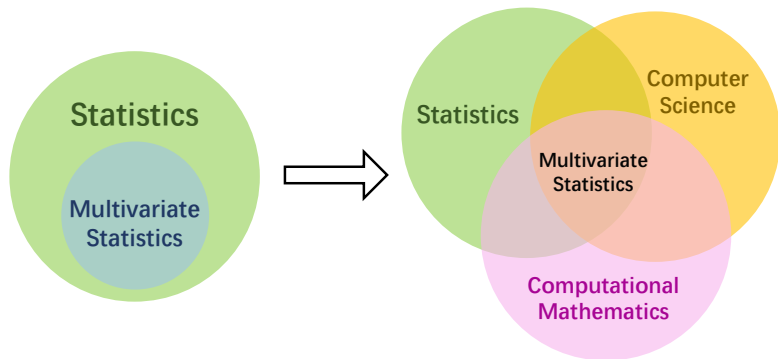 Statistics
Multivariate
Statistics
Statistics
Computer
Science
Multivariate
Statistics
Computational
Mathematics